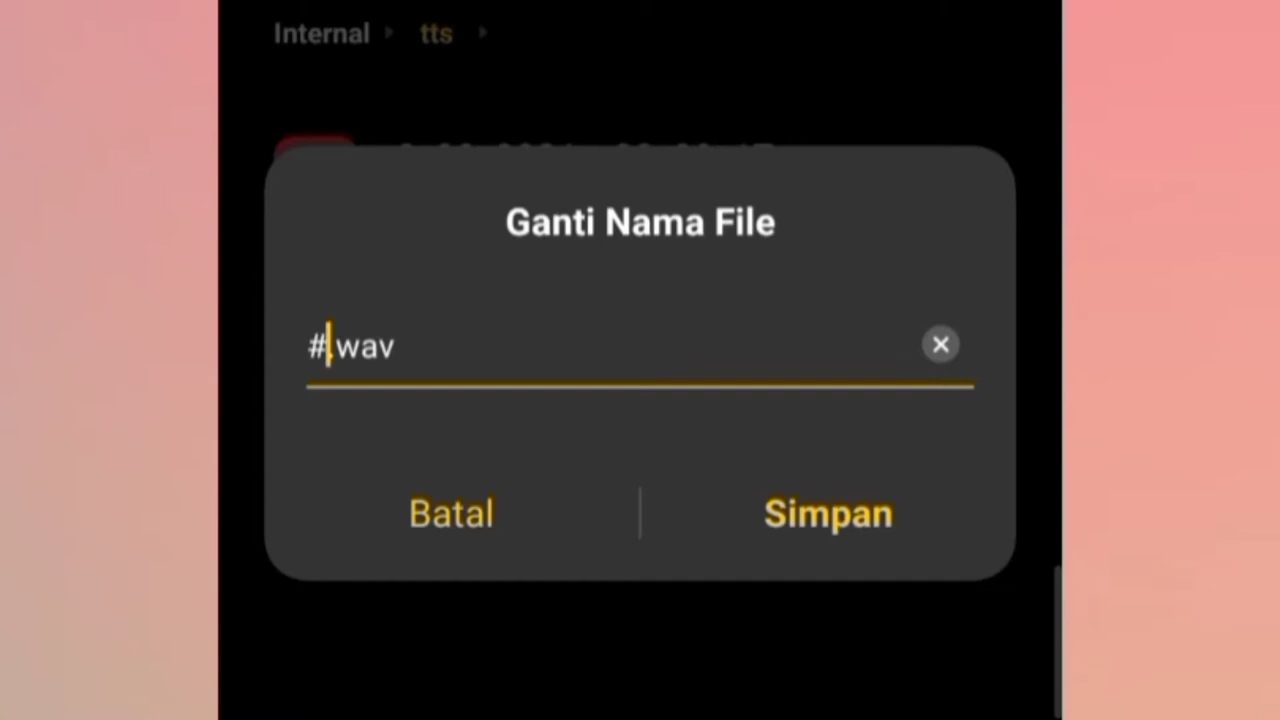 Internal
tts
Ganti Nama File
#.wav
Batal
Simpan